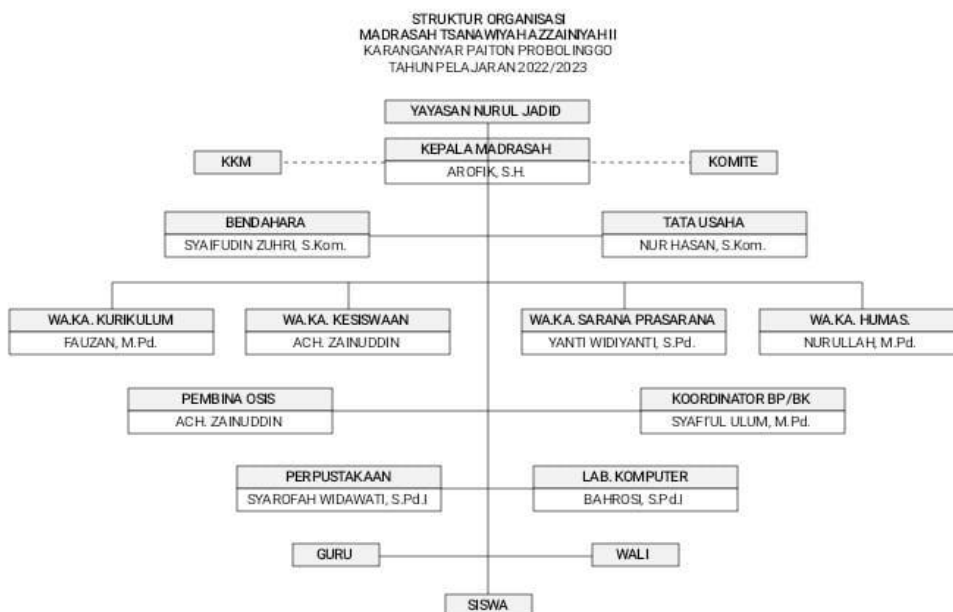 STRUKTUR ORGANISASI
MADRASAH TSANAWIYAH AZZAINIYAH II
KARANGANYAR PAITON PROBOLINGGO
TAHUN PELAJARAN 2022/2023
YAYASAN NURUL JADID
KEPALA MADRASAH
AROFIK, S.H.
KKM
KOMITE
BENDAHARA
SYAIFUDIN ZUHRI, S.Kom.
TATA USAHA
NUR HASAN, S.Kom.
WA.KA. KURIKULUM
FAUZAN, M.Pd.
WA.KA. KESISWAAN
ACH. ZAINUDDIN
WA.KA. SARANA PRASARANA
YANTI WIDIYANTI, S.Pd.
WA.KA. HUMAS.
NURULLAH, M.Pd.
PEMBINA OSIS
ACH. ZAINUDDIN
KOORDINATOR BP/BK
SYAFI'UL ULUM, M.Pd.
PERPUSTAKAAN
SYAROFAH WIDAWATI, S.Pd.I
LAB. KOMPUTER
BAHROSI, S.Pd.I
GURU
WALI
SISWA